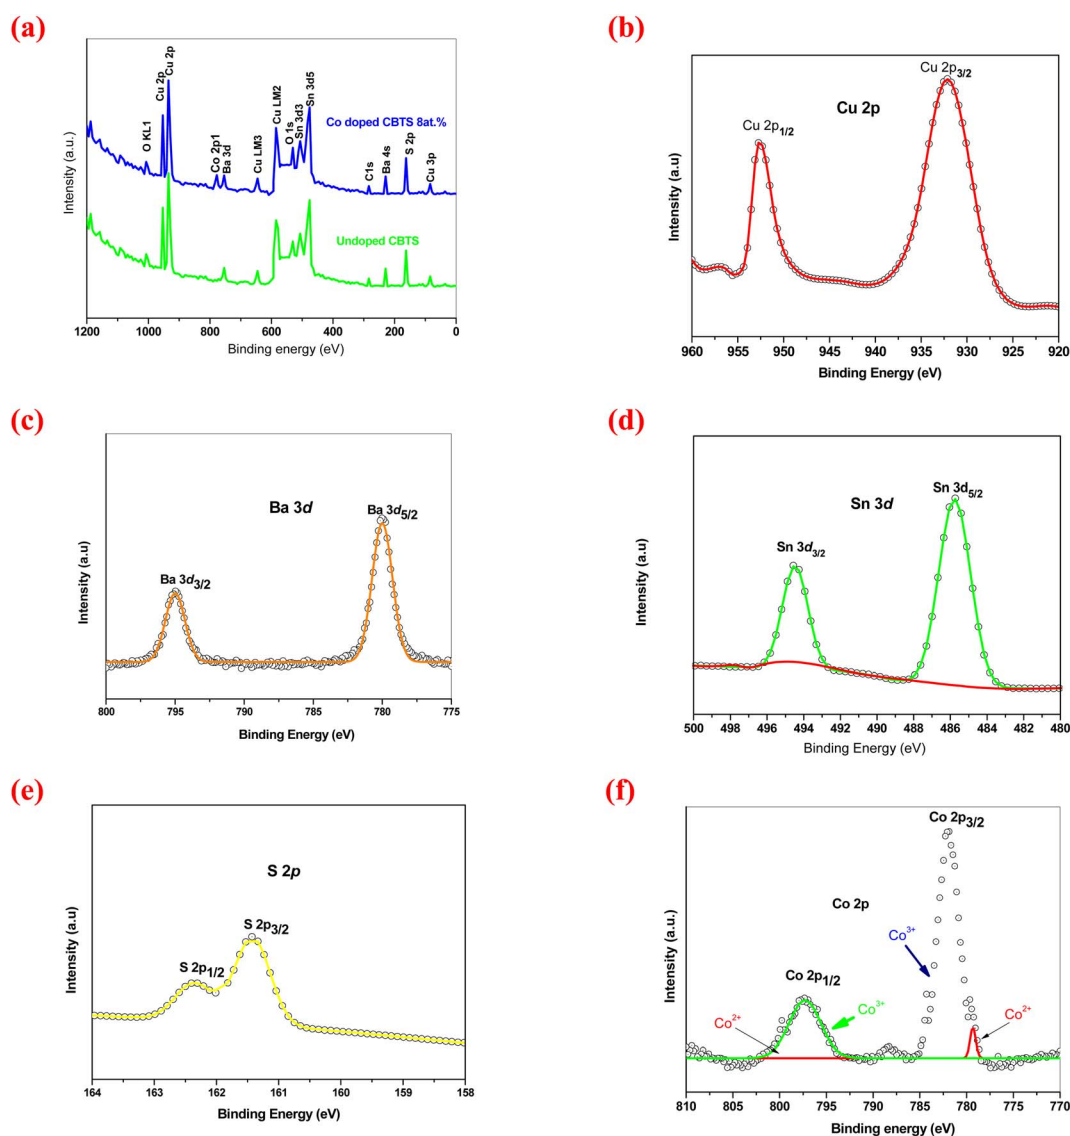 (a)
Intensity (a.u.)
O KL1
Cu 2p
Cu 2p
Co 2p1
Ba 3d
Cu LM3
Cu LM2
O 1s
Sn 3d3
Sn 3d5
C1s
Ba 4s
S 2p
Cu 3p
Co doped CBTS 8at.%
Undoped CBTS
1200 1000 800 600 400 200 0
Binding energy (eV)
(b)
Intensity (a.u)
Cu 2p1/2
Cu 2p
Cu 2p3/2
960 955 950 945 940 935 930 925 920
Binding Energy (eV)
(c)
Intensity (a.u)
Ba 3d
Ba 3d3/2
Ba 3d5/2
800 795 790 785 780 775
Binding Energy (eV)
(d)
Intensity (a.u)
Sn 3d
Sn 3d3/2
Sn 3d5/2
500 498 496 494 492 490 488 486 484 482 480
Binding Energy (eV)
(e)
Intensity (a.u)
S 2p
S 2p1/2
S 2p3/2
164 163 162 161 160 159 158
Binding Energy (eV)
(f)
Intensity (a.u.)
Co 2p3/2
Co 2p
Co³⁺
Co 2p1/2
Co²⁺
Co³⁺
Co²⁺
810 805 800 795 790 785 780 775 770
Binding energy (eV)